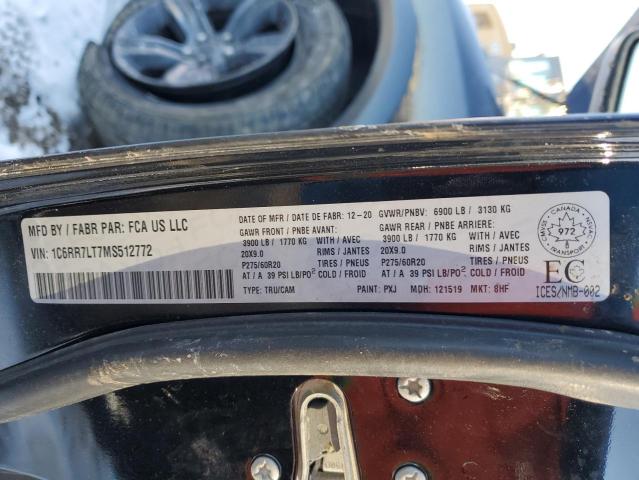 MFD BY / FABR PAR: FCA US LLC
VIN: 1C6RR7LT7MS512772
DATE OF MFR / DATE DE FABR: 12-20 GVWR/PNBV: 6900 LB / 3130 KG
GAWR FRONT / PNBE AVANT:
3900 LB / 1770 KG WITH / AVEC
20X9.0 RIMS / JANTES
P275/60R20 TIRES / PNEUS
AT / A 39 PSI LB/PO² COLD / A FROID
TYPE: TRU/CAM
GAWR REAR / PNBE ARRIERE:
3900 LB / 1770 KG WITH / AVEC
20X9.0 RIMS / JANTES
P275/60R20 TIRES / PNEUS
AT / A 39 PSI LB/PO² COLD / A FROID
PAINT: PXJ MDH: 121519 MKT: 8HF
CMVSS CANADA NSVAC
972
EC
ICES/NMB-002